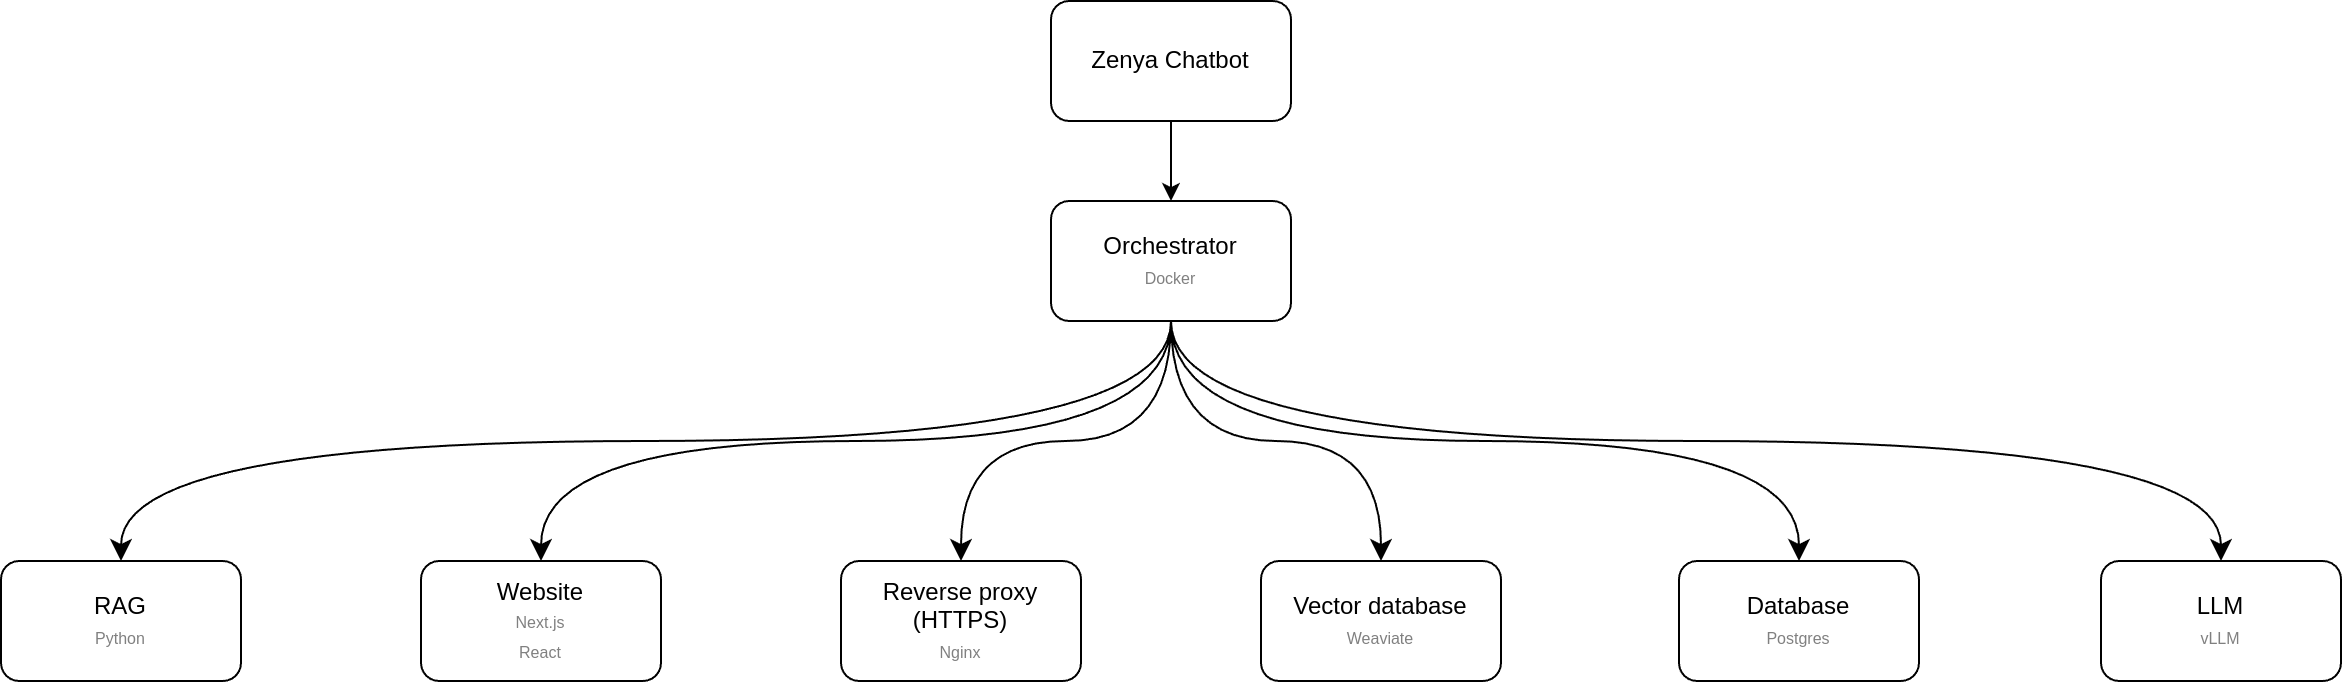 Zenya Chatbot
Orchestrator
Docker
RAG
Python
Website
Next.js
React
Reverse proxy
(HTTPS)
Nginx
Vector database
Weaviate
Database
Postgres
LLM
vLLM